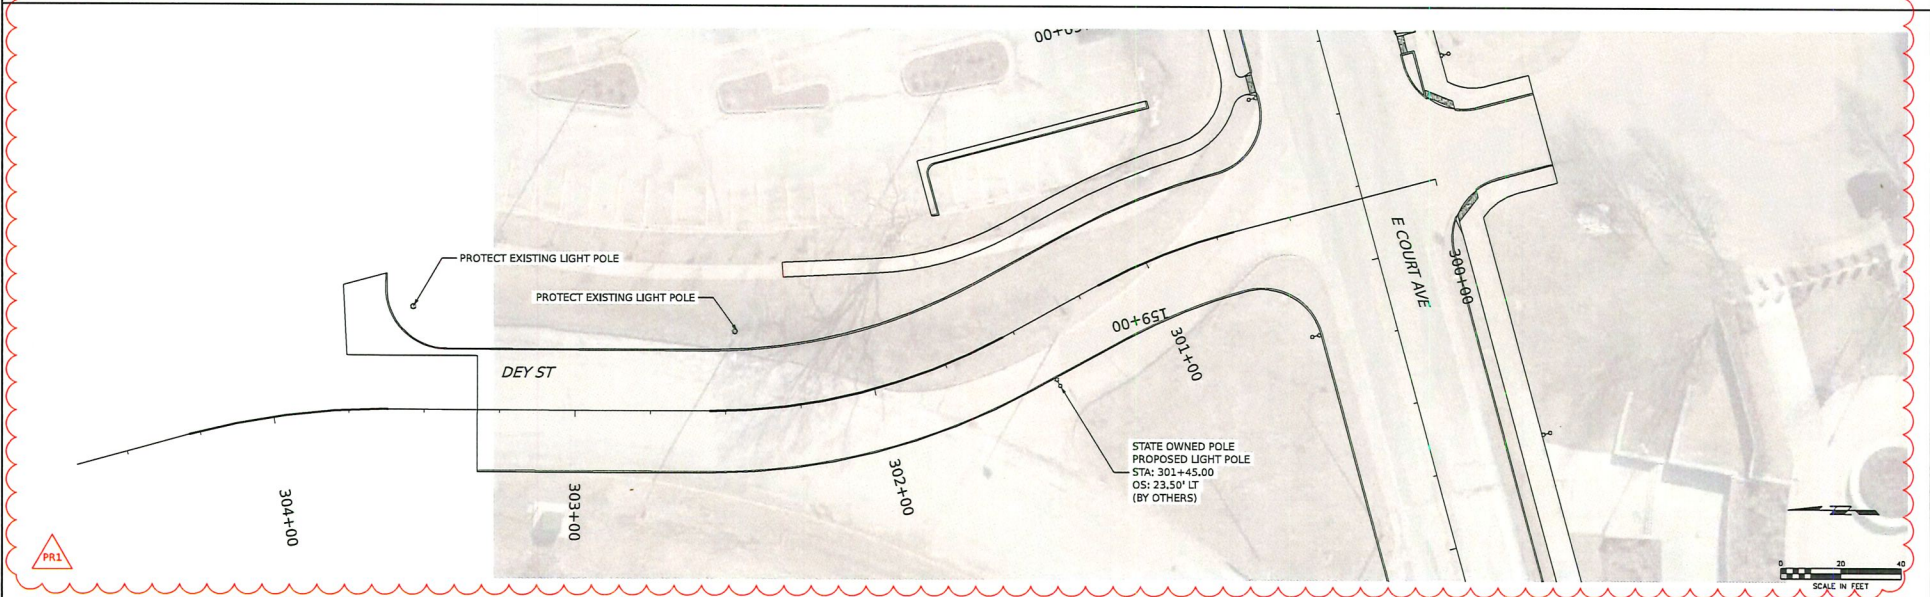 PROTECT EXISTING LIGHT POLE
PROTECT EXISTING LIGHT POLE
DEY ST
E COURT AVE
300+00
159+00
301+00
302+00
303+00
304+00
STATE OWNED POLE
PROPOSED LIGHT POLE
STA: 301+45.00
OS: 23.50' LT
(BY OTHERS)
PR1
N
0 20 40
SCALE IN FEET